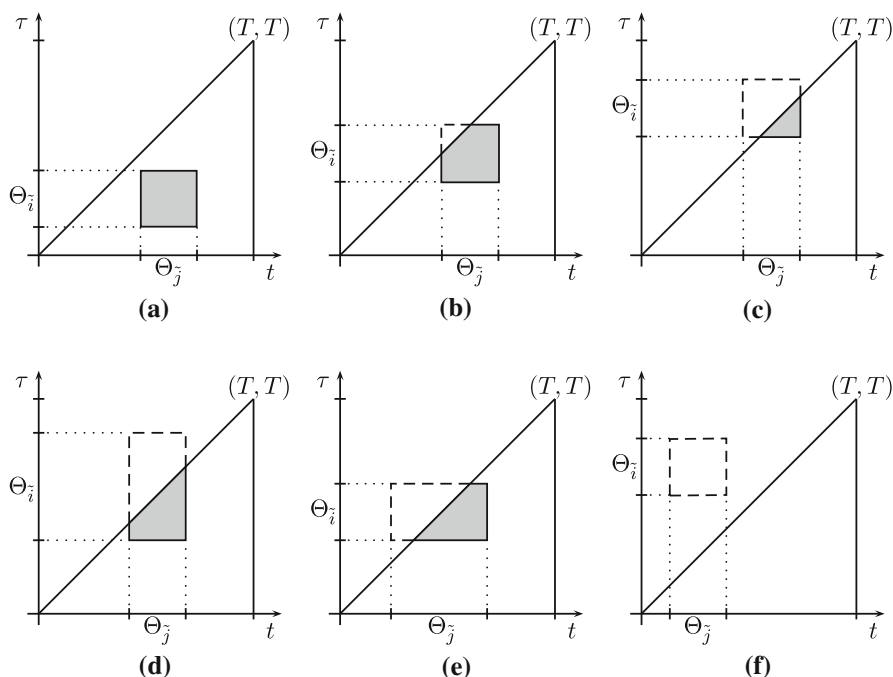 τ (T, T) τ (T, T) τ (T, T)
Θ_ĩ Θ_ĩ Θ_ĩ
Θ_j̃ t Θ_j̃ t Θ_j̃ t
(a) (b) (c)
τ (T, T) τ (T, T) τ (T, T)
Θ_ĩ Θ_ĩ Θ_ĩ
Θ_j̃ t Θ_j̃ t Θ_j̃ t
(d) (e) (f)